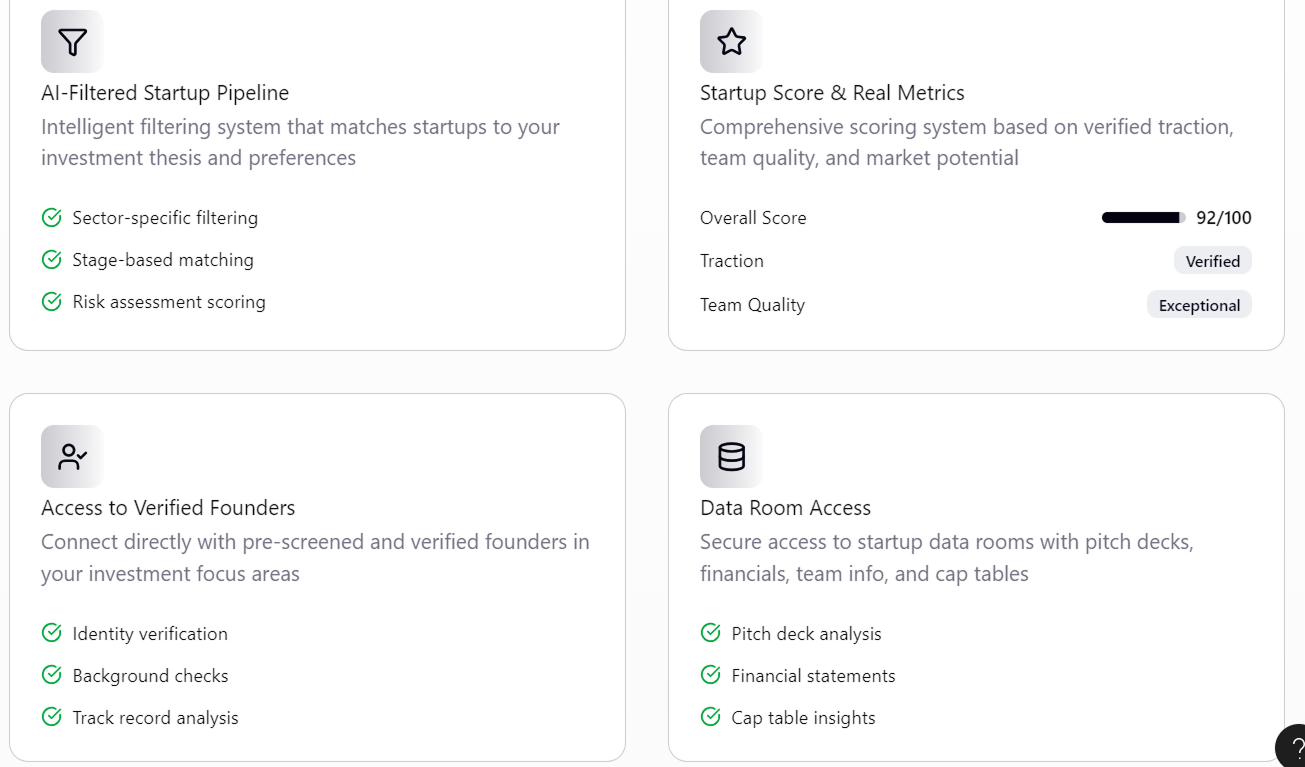 AI-Filtered Startup Pipeline
Intelligent filtering system that matches startups to your
investment thesis and preferences
Sector-specific filtering
Stage-based matching
Risk assessment scoring
Startup Score & Real Metrics
Comprehensive scoring system based on verified traction,
team quality, and market potential
Overall Score 92/100
Traction Verified
Team Quality Exceptional
Access to Verified Founders
Connect directly with pre-screened and verified founders in
your investment focus areas
Identity verification
Background checks
Track record analysis
Data Room Access
Secure access to startup data rooms with pitch decks,
financials, team info, and cap tables
Pitch deck analysis
Financial statements
Cap table insights
?